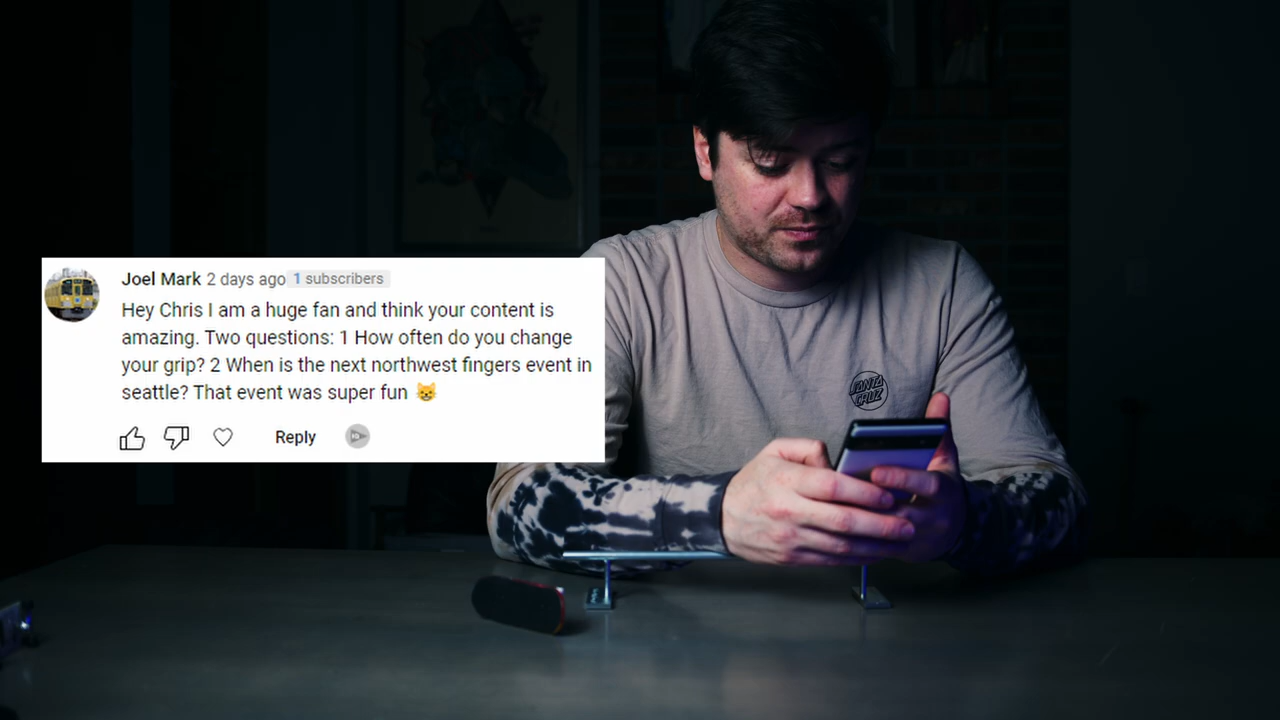 Joel Mark 2 days ago 1 subscribers
Hey Chris I am a huge fan and think your content is
amazing. Two questions: 1 How often do you change
your grip? 2 When is the next northwest fingers event in
seattle? That event was super fun 😺
Reply
SANTA
CRUZ